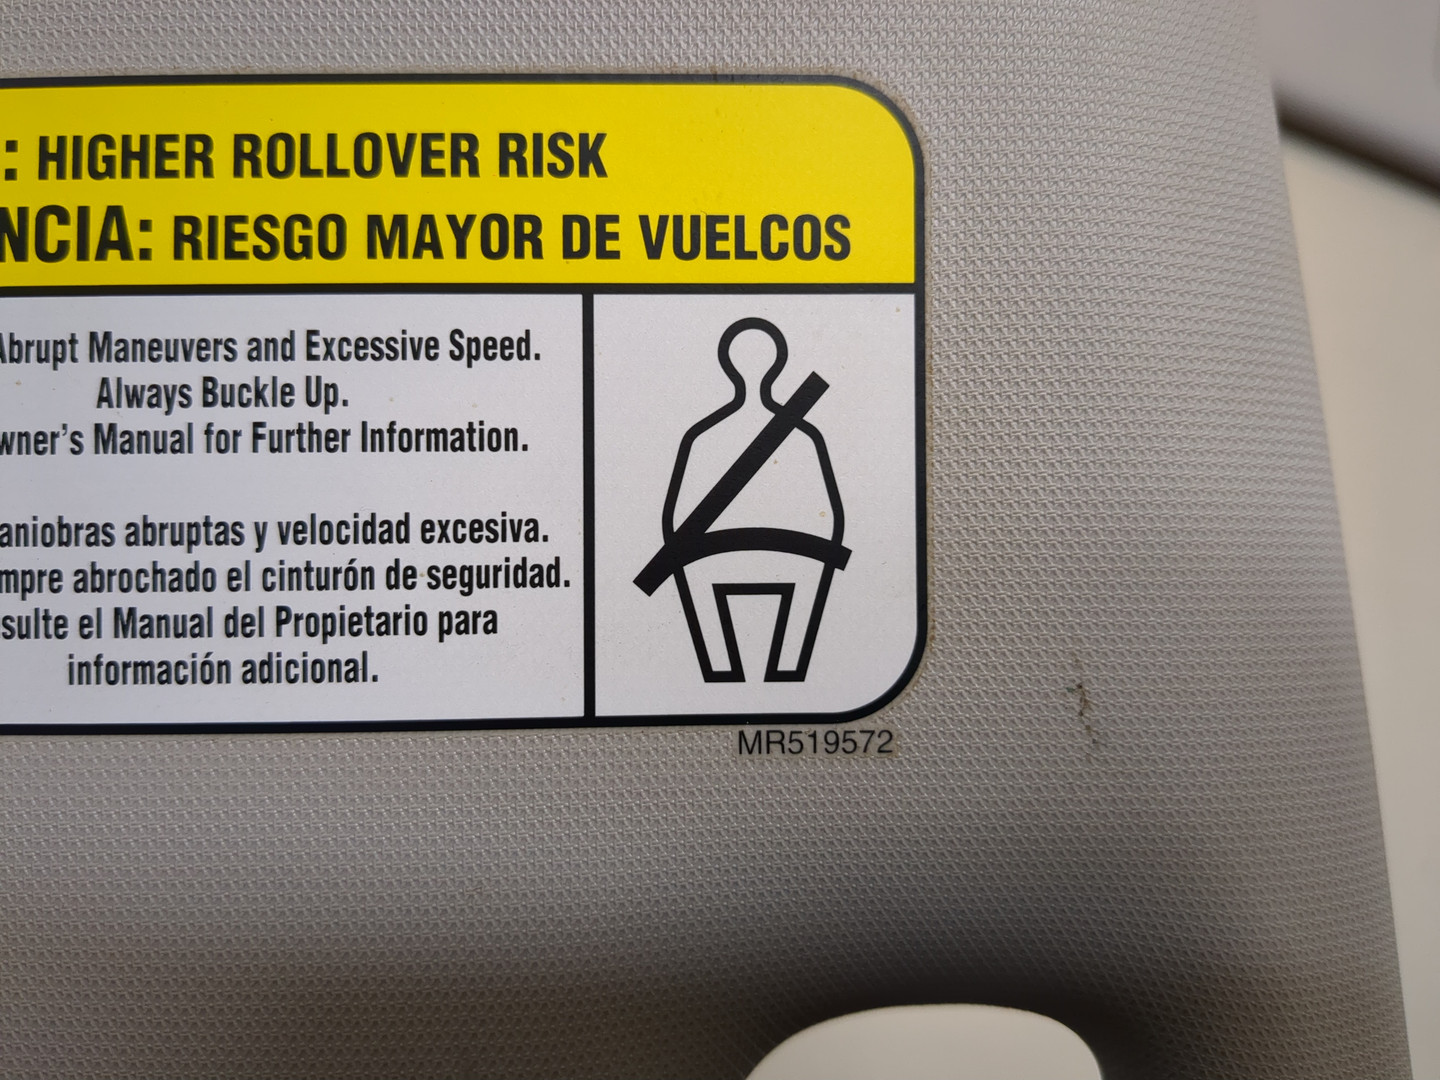 : HIGHER ROLLOVER RISK
NCIA: RIESGO MAYOR DE VUELCOS
Abrupt Maneuvers and Excessive Speed.
Always Buckle Up.
wner's Manual for Further Information.
aniobras abruptas y velocidad excesiva.
mpre abrochado el cinturón de seguridad.
sulte el Manual del Propietario para
información adicional.
MR519572